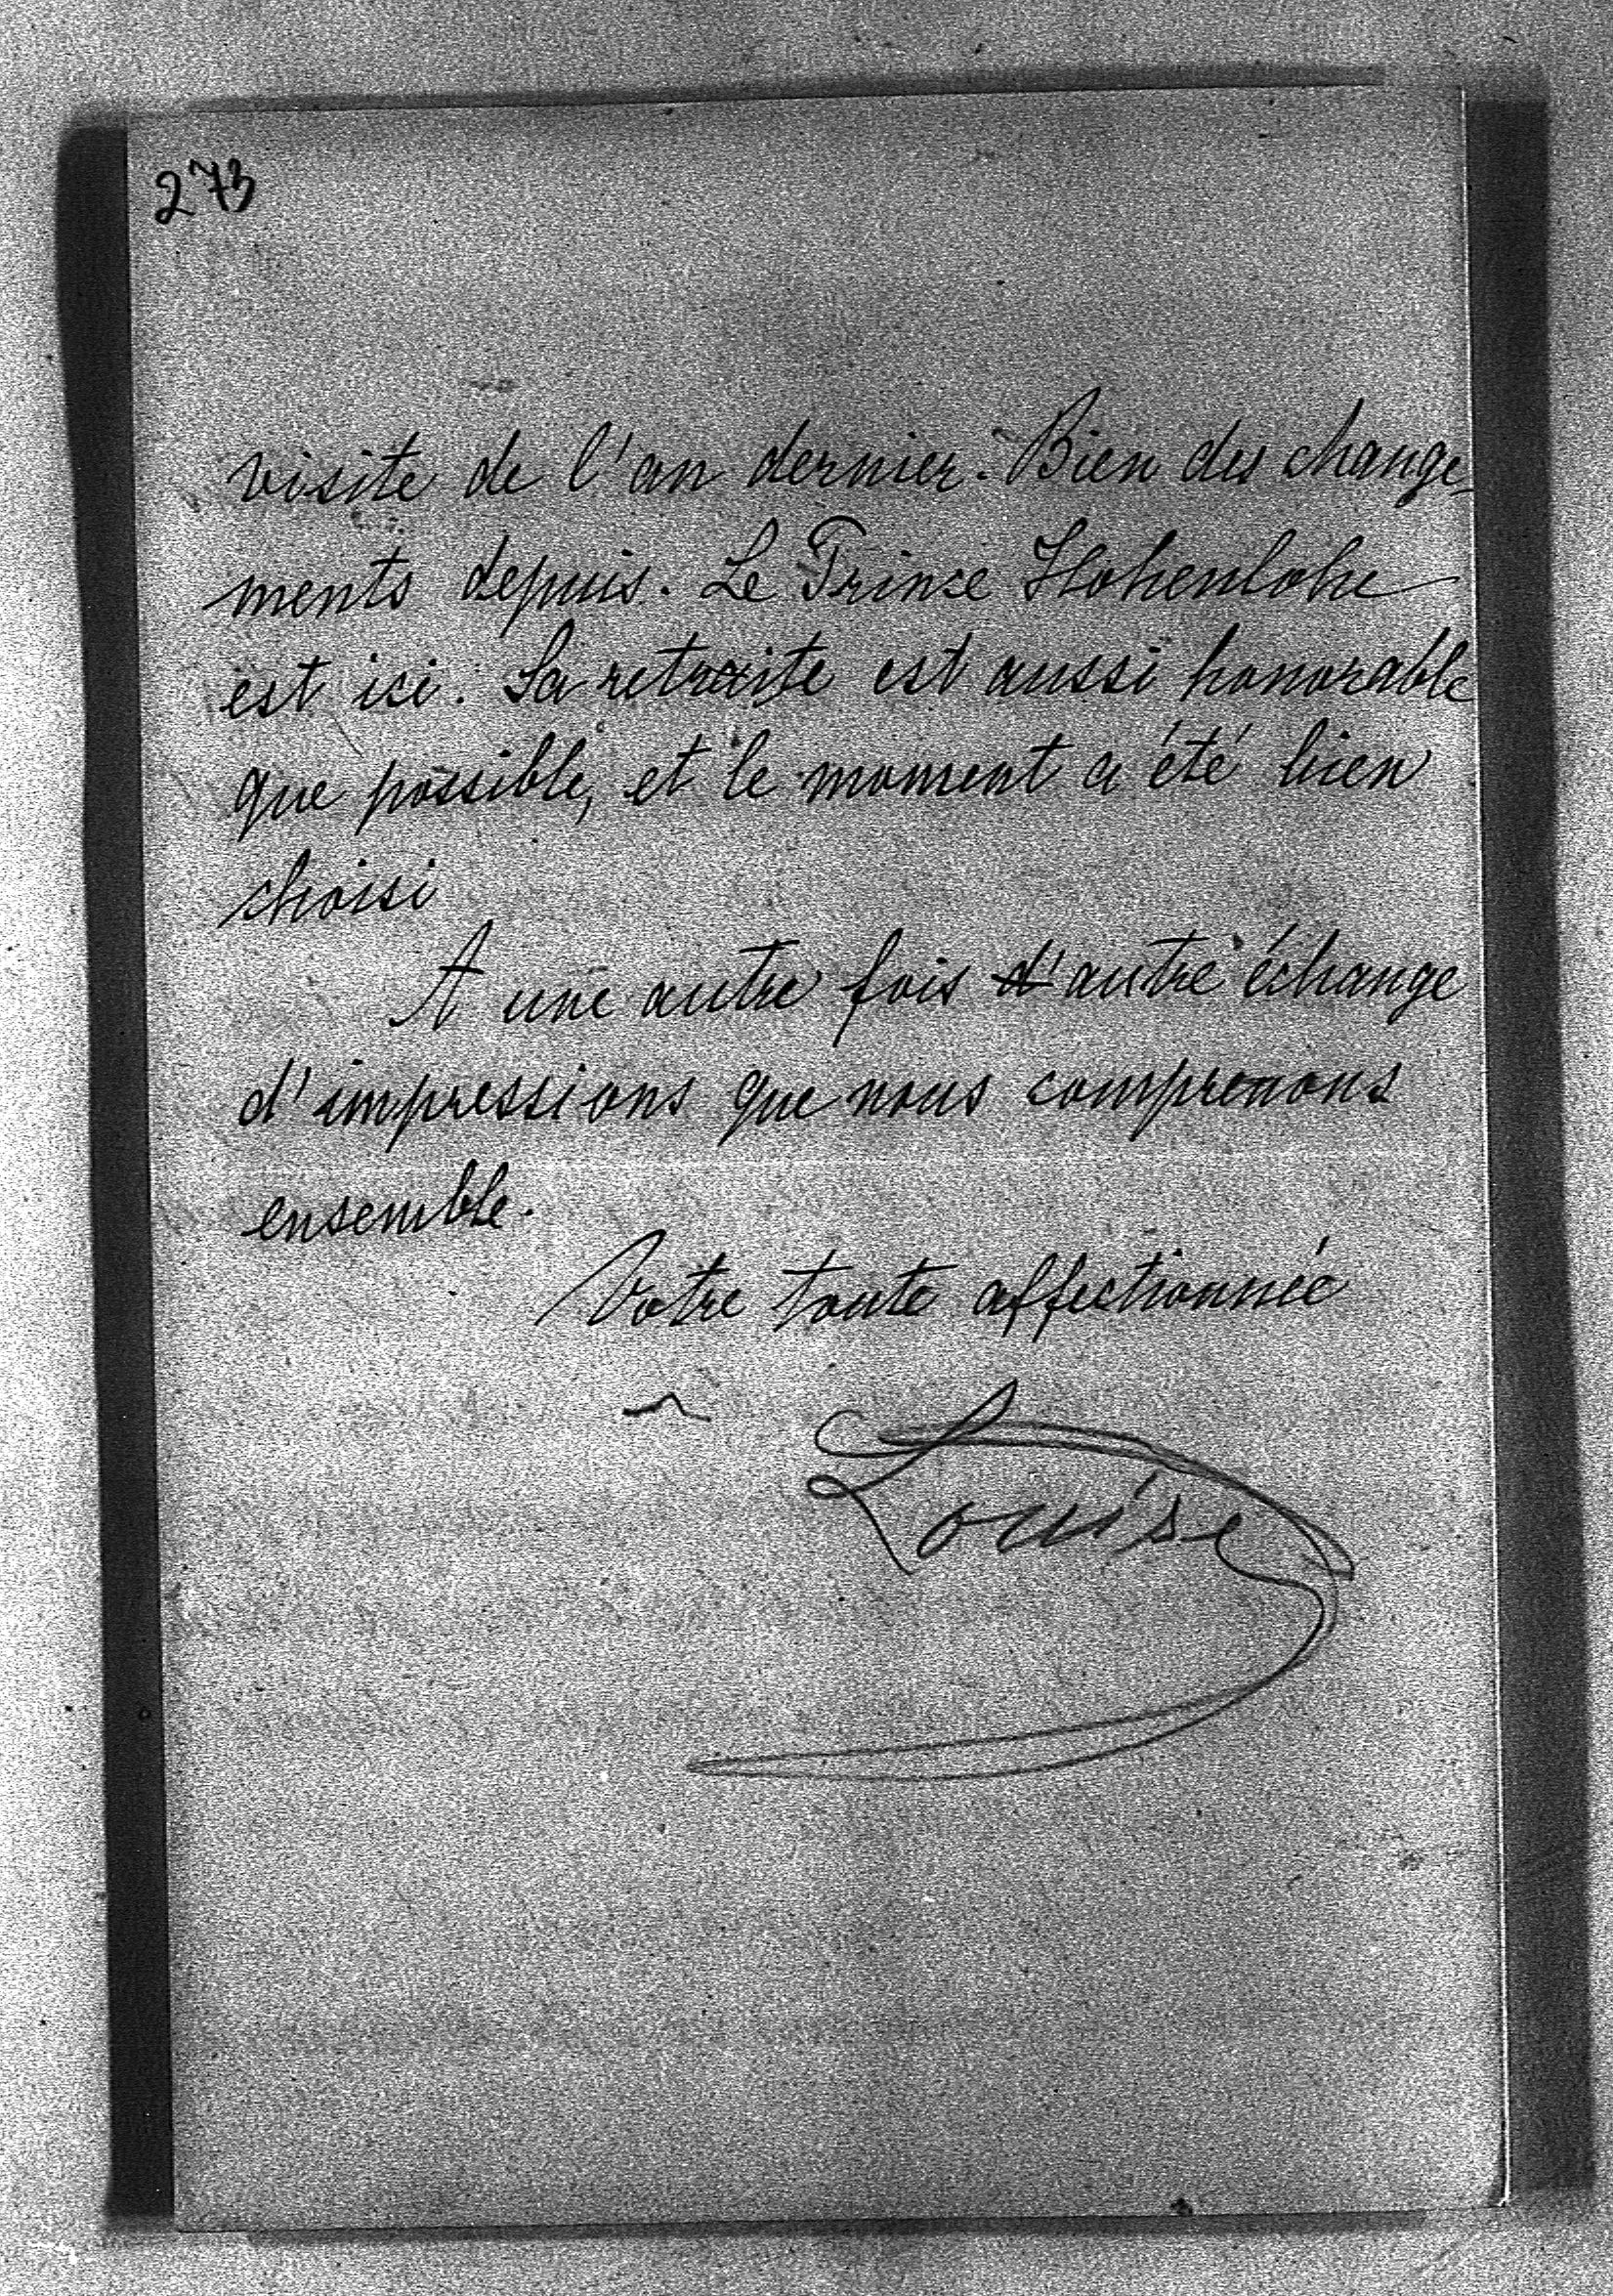 273
visite de l'an dernier. Bien des change-
ments depuis. Le Prince Hohenlohe
est ici. Sa retraite est aussi honorable
que possible, et le moment a été bien
choisi
A une autre fois d'autre échange
d'impressions que nous comprenons
ensemble.
Votre toute affectionnée
Louise